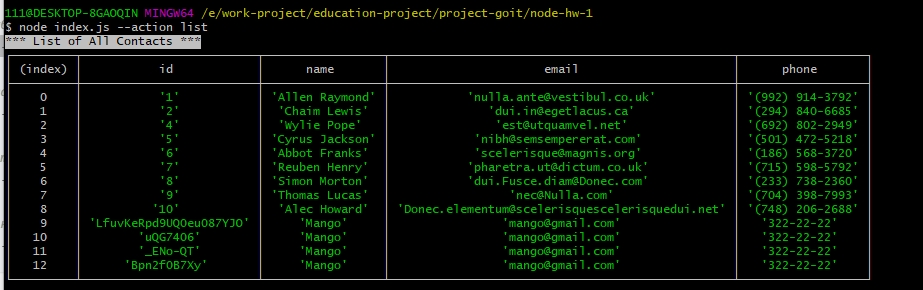 111@DESKTOP-8GAOQIN MINGW64 /e/work-project/education-project/project-goit/node-hw-1
$ node index.js --action list
*** List of All Contacts ***
(index) id name email phone
0 '1' 'Allen Raymond' 'nulla.ante@vestibul.co.uk' '(992) 914-3792'
1 '2' 'Chaim Lewis' 'dui.in@egetlacus.ca' '(294) 840-6685'
2 '4' 'Wylie Pope' 'est@utquamvel.net' '(692) 802-2949'
3 '5' 'Cyrus Jackson' 'nibh@semsempererat.com' '(501) 472-5218'
4 '6' 'Abbot Franks' 'scelerisque@magnis.org' '(186) 568-3720'
5 '7' 'Reuben Henry' 'pharetra.ut@dictum.co.uk' '(715) 598-5792'
6 '8' 'Simon Morton' 'dui.Fusce.diam@Donec.com' '(233) 738-2360'
7 '9' 'Thomas Lucas' 'nec@Nulla.com' '(704) 398-7993'
8 '10' 'Alec Howard' 'Donec.elementum@scelerisquescelerisquedui.net' '(748) 206-2688'
9 'LfuvKeRpd9UQOeuO87YJO' 'Mango' 'mango@gmail.com' '322-22-22'
10 'uQG7406' 'Mango' 'mango@gmail.com' '322-22-22'
11 '_ENo-QT' 'Mango' 'mango@gmail.com' '322-22-22'
12 'Bpn2fOB7Xy' 'Mango' 'mango@gmail.com' '322-22-22'